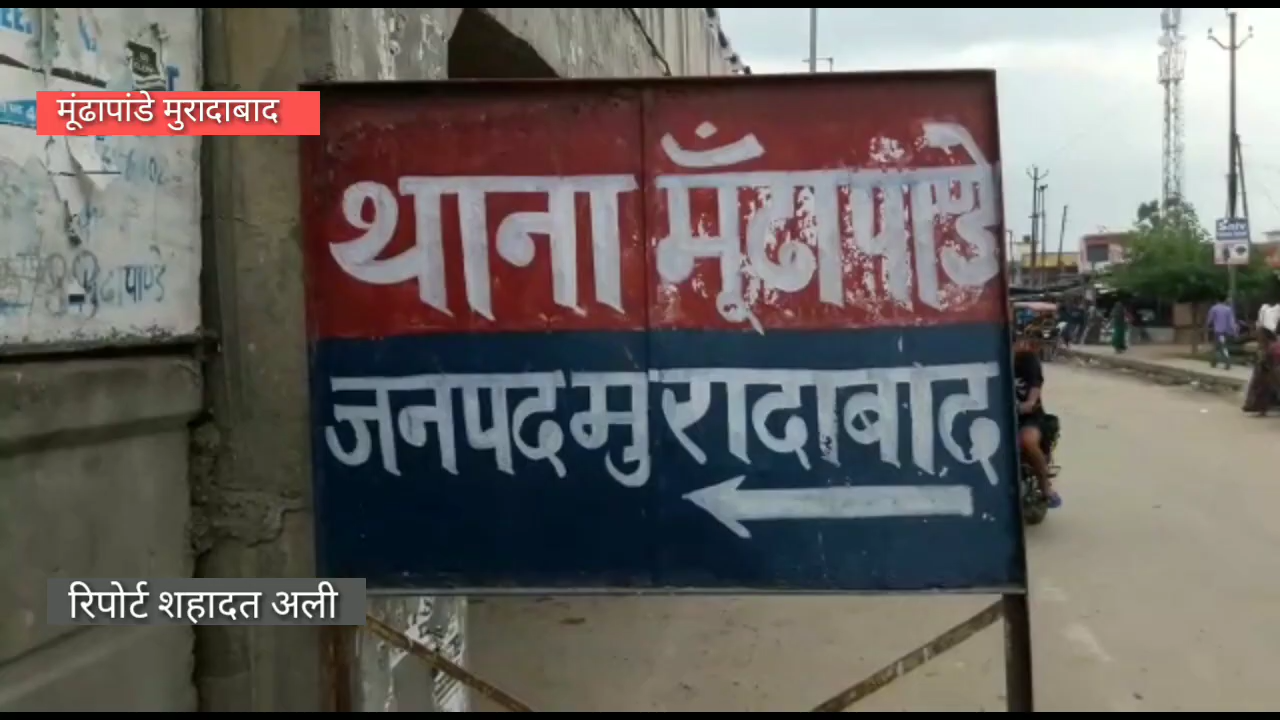 मूंढापांडे मुरादाबाद
थाना मूँढापाण्डे
जनपद मुरादाबाद
रिपोर्ट शहादत अली